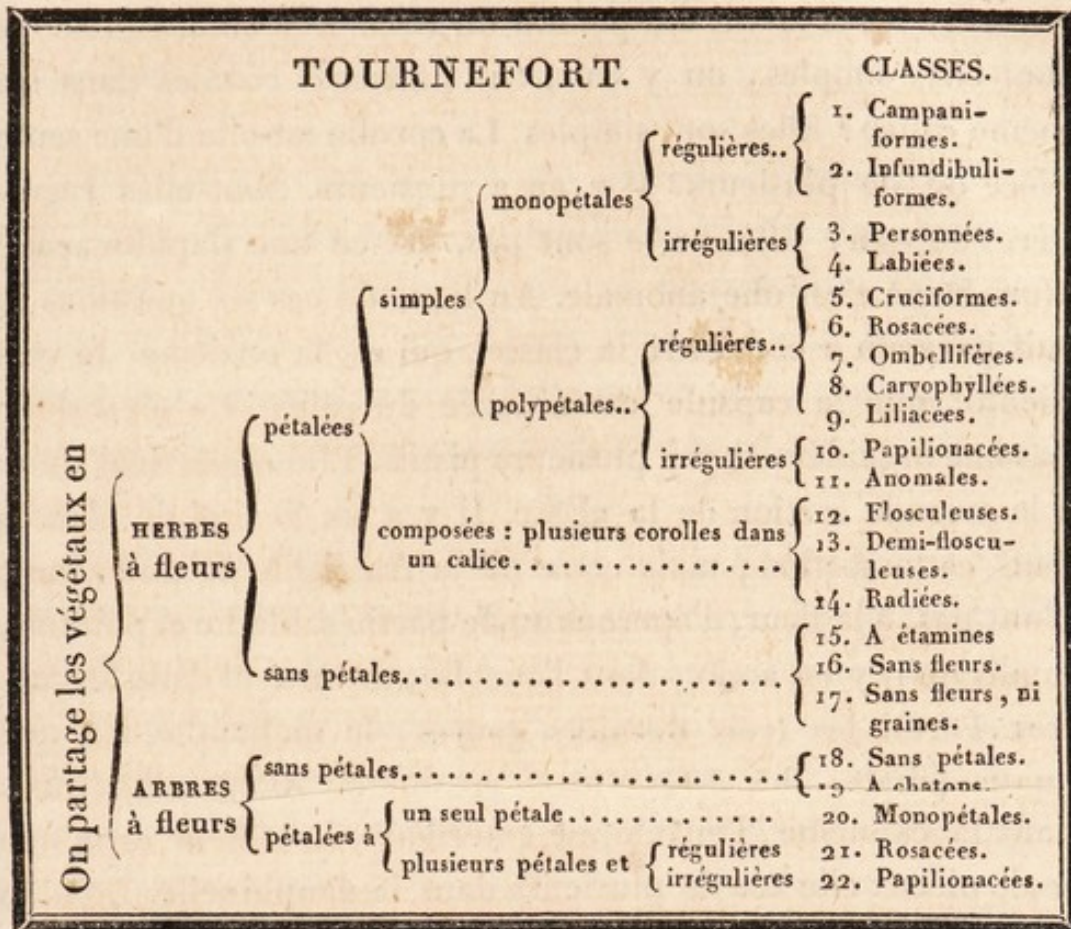 TOURNEFORT.
CLASSES.
On partage les végétaux en
HERBES
à fleurs
pétalées
simples
monopétales
régulières..
1. Campani-
formes.
2. Infundibuli-
formes.
irrégulières
3. Personnées.
4. Labiées.
polypétales..
régulières..
5. Cruciformes.
6. Rosacées.
7. Ombellifères.
8. Caryophyllées.
9. Liliacées.
irrégulières
10. Papilionacées.
11. Anomales.
composées : plusieurs corolles dans
un calice....................
12. Flosculeuses.
13. Demi-floscu-
leuses.
14. Radiées.
sans pétales............................
15. A étamines
16. Sans fleurs.
17. Sans fleurs, ni
graines.
ARBRES
à fleurs
sans pétales............................
18. Sans pétales.
19. A chatons.
pétalées à
un seul pétale................
20. Monopétales.
plusieurs pétales et
régulières
21. Rosacées.
irrégulières
22. Papilionacées.